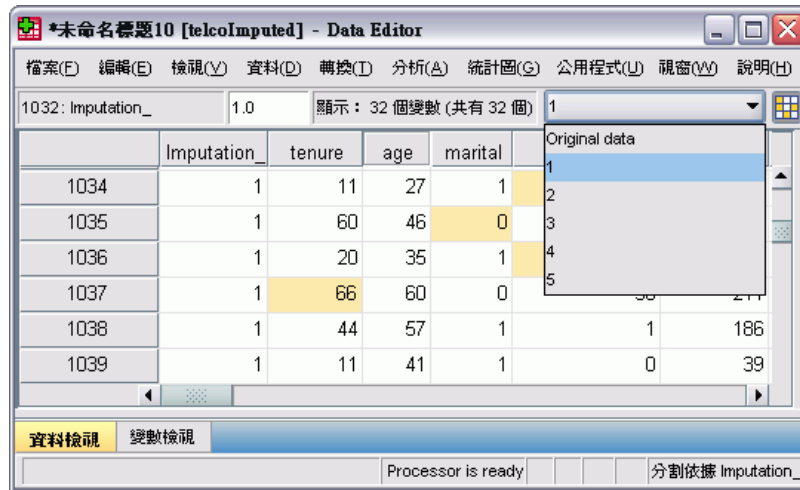 *未命名標題10 [telcoImputed] - Data Editor
檔案(F) 編輯(E) 檢視(V) 資料(D) 轉換(T) 分析(A) 統計圖(G) 公用程式(U) 視窗(W) 說明(H)
1032: Imputation_ 1.0 顯示： 32 個變數 (共有 32 個) 1
Imputation_ tenure age marital
Original data
1
2
3
4
5
1034 1 11 27 1
1035 1 60 46 0
1036 1 20 35 1
1037 1 66 60 0
1038 1 44 57 1 1 186
1039 1 11 41 1 0 39
資料檢視 變數檢視
Processor is ready 分割依據 Imputation_